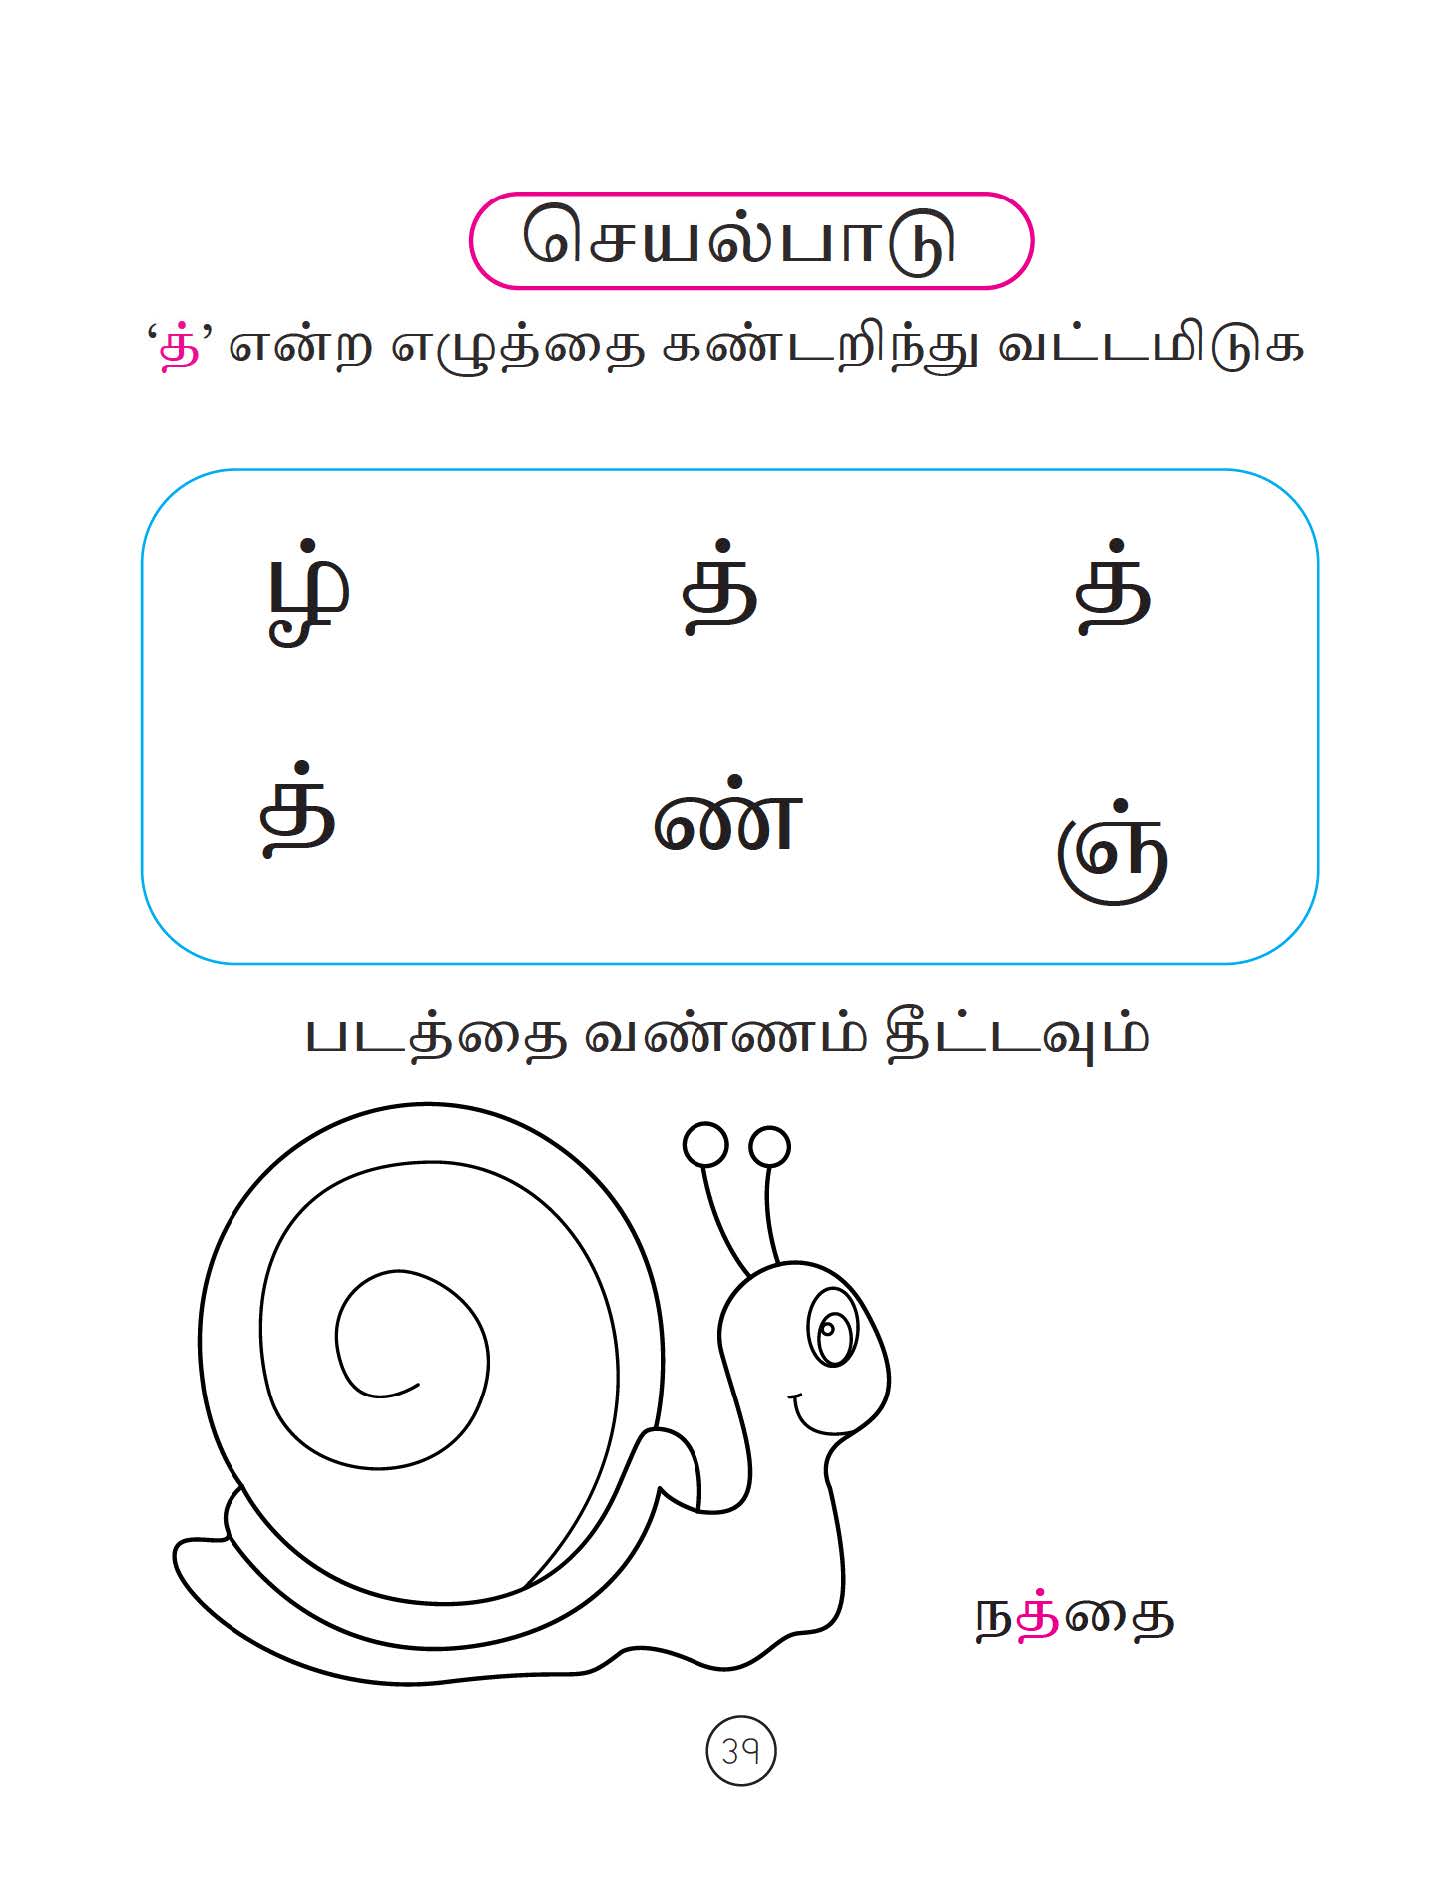 செயல்பாடு
‘த்’ என்ற எழுத்தை கண்டறிந்து வட்டமிடுக
ழ் த் த்
த் ண் ஞ்
படத்தை வண்ணம் தீட்டவும்
நத்தை
39